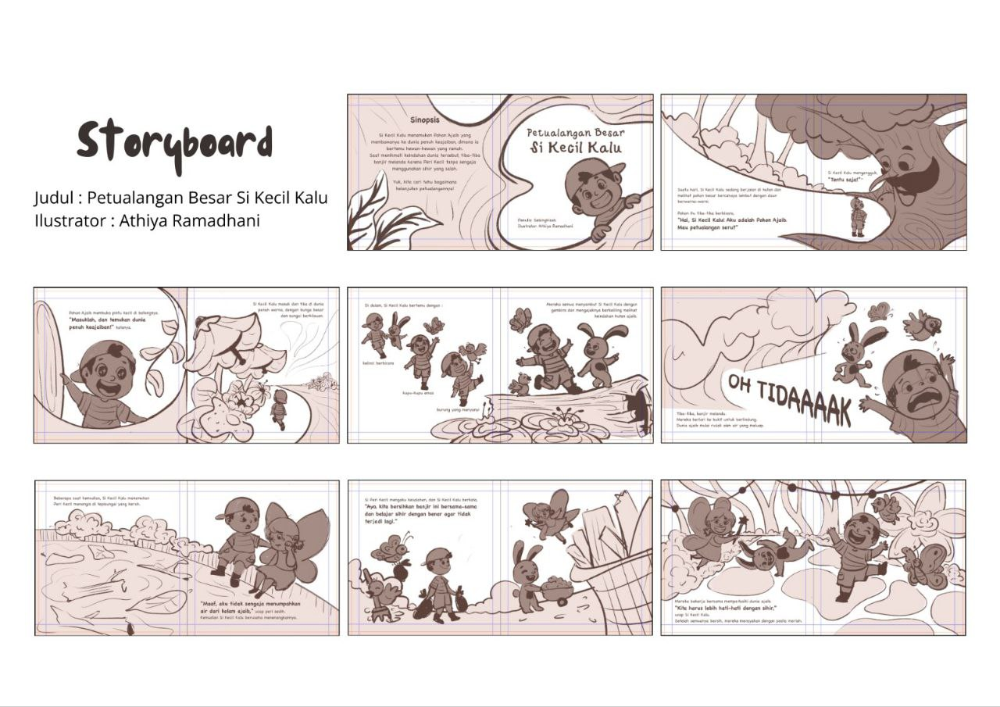 Storyboard
Judul : Petualangan Besar Si Kecil Kalu
Ilustrator : Athiya Ramadhani
Sinopsis
Si Kecil Kalu menemukan Pohon Ajaib yang
membawanya ke dunia penuh keajaiban, dimana ia
bertemu hewan-hewan yang ramah.
Saat menikmati keindahan dunia tersebut, tiba-tiba
banjir melanda karena Peri Kecil tanpa sengaja
menggunakan sihir yang salah.
Yuk, kita cari tahu bagaimana
kelanjutan petualangannya!
Petualangan Besar
Si Kecil Kalu
Penulis:
Ilustrator: Athiya Ramadhani
Suatu hari, Si Kecil Kalu sedang berjalan di hutan dan
melihat pohon besar bercahaya lembut dengan daun
berwarna-warni.
Pohon itu tiba-tiba berbicara,
"Hai, Si Kecil Kalu! Aku adalah Pohon Ajaib.
Mau petualangan seru?"
Si Kecil Kalu mengangguk,
"Tentu saja!"
Pohon Ajaib membuka pintu kecil di batangnya.
"Masuklah, dan temukan dunia
penuh keajaiban!" katanya.
Si Kecil Kalu masuk dan tiba di dunia
penuh warna, dengan bunga besar
dan sungai berkilauan.
Di dalam, Si Kecil Kalu bertemu dengan :
kelinci berbicara
kupu-kupu emas
burung yang menyanyi
Mereka semua menyambut Si Kecil Kalu dengan
gembira dan mengajaknya berkeliling melihat
keindahan hutan ajaib.
OH TIDAAAAK
Tiba-tiba, banjir melanda.
Mereka berlari ke bukit untuk berlindung.
Dunia ajaib mulai rusak oleh air yang meluap.
Beberapa saat kemudian, Si Kecil Kalu menemukan
Peri Kecil menangis di tepi sungai yang keruh.
"Maaf, aku tidak sengaja menumpahkan
air dari kolam ajaib," ucap peri sedih.
Kemudian Si Kecil Kalu berusaha menenangkannya.
Si Peri Kecil mengaku kesalahan, dan Si Kecil Kalu berkata,
"Ayo, kita bersihkan banjir ini bersama-sama
dan belajar sihir dengan benar agar tidak
terjadi lagi."
Mereka bekerja bersama memperbaiki dunia ajaib.
"Kita harus lebih hati-hati dengan sihir,"
ucap Si Kecil Kalu.
Setelah semuanya bersih, mereka merayakan dengan pesta meriah.